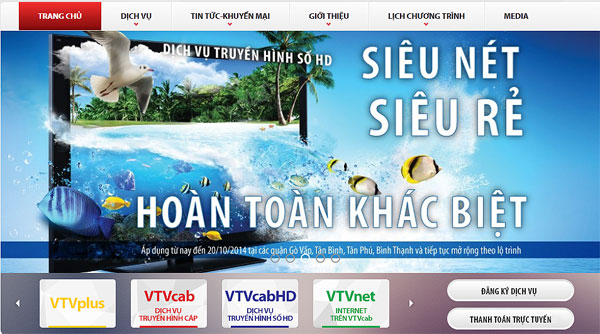 TRANG CHỦ
DỊCH VỤ
TIN TỨC-KHUYẾN MẠI
GIỚI THIỆU
LỊCH CHƯƠNG TRÌNH
MEDIA
DỊCH VỤ TRUYỀN HÌNH SỐ HD
SIÊU NÉT
SIÊU RẺ
HOÀN TOÀN KHÁC BIỆT
Áp dụng từ nay đến 20/10/2014 tại các quận Gò Vấp, Tân Bình, Tân Phú, Bình Thạnh và tiếp tục mở rộng theo lộ trình
VTVplus
VTVcab
DỊCH VỤ
TRUYỀN HÌNH CÁP
VTVcabHD
DỊCH VỤ
TRUYỀN HÌNH SỐ HD
VTVnet
INTERNET
TRÊN VTVcab
ĐĂNG KÝ DỊCH VỤ
THANH TOÁN TRỰC TUYẾN